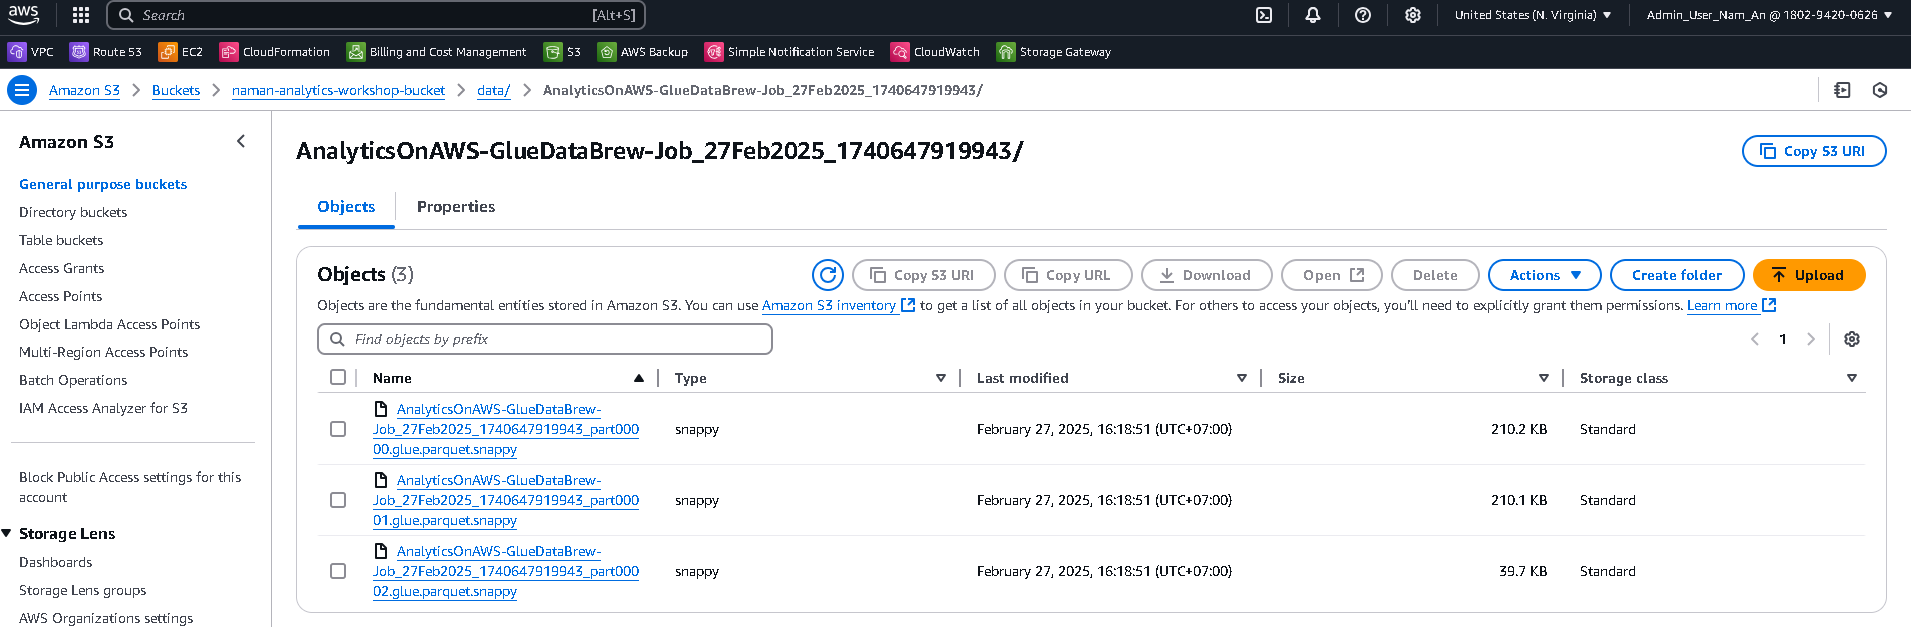 aws
Search [Alt+S]
United States (N. Virginia)
Admin_User_Nam_An @ 1802-9420-0626
VPC
Route 53
EC2
CloudFormation
Billing and Cost Management
S3
AWS Backup
Simple Notification Service
CloudWatch
Storage Gateway
Amazon S3
Buckets
naman-analytics-workshop-bucket
data/
AnalyticsOnAWS-GlueDataBrew-Job_27Feb2025_1740647919943/
Amazon S3
General purpose buckets
Directory buckets
Table buckets
Access Grants
Access Points
Object Lambda Access Points
Multi-Region Access Points
Batch Operations
IAM Access Analyzer for S3
Block Public Access settings for this
account
Storage Lens
Dashboards
Storage Lens groups
AWS Organizations settings
AnalyticsOnAWS-GlueDataBrew-Job_27Feb2025_1740647919943/
Copy S3 URI
Objects
Properties
Objects (3)
Copy S3 URI
Copy URL
Download
Open
Delete
Actions
Create folder
Upload
Objects are the fundamental entities stored in Amazon S3. You can use Amazon S3 inventory to get a list of all objects in your bucket. For others to access your objects, you'll need to explicitly grant them permissions. Learn more
Find objects by prefix
1
Name
Type
Last modified
Size
Storage class
AnalyticsOnAWS-GlueDataBrew-
Job_27Feb2025_1740647919943_part000
00.glue.parquet.snappy
snappy
February 27, 2025, 16:18:51 (UTC+07:00)
210.2 KB
Standard
AnalyticsOnAWS-GlueDataBrew-
Job_27Feb2025_1740647919943_part000
01.glue.parquet.snappy
snappy
February 27, 2025, 16:18:51 (UTC+07:00)
210.1 KB
Standard
AnalyticsOnAWS-GlueDataBrew-
Job_27Feb2025_1740647919943_part000
02.glue.parquet.snappy
snappy
February 27, 2025, 16:18:51 (UTC+07:00)
39.7 KB
Standard